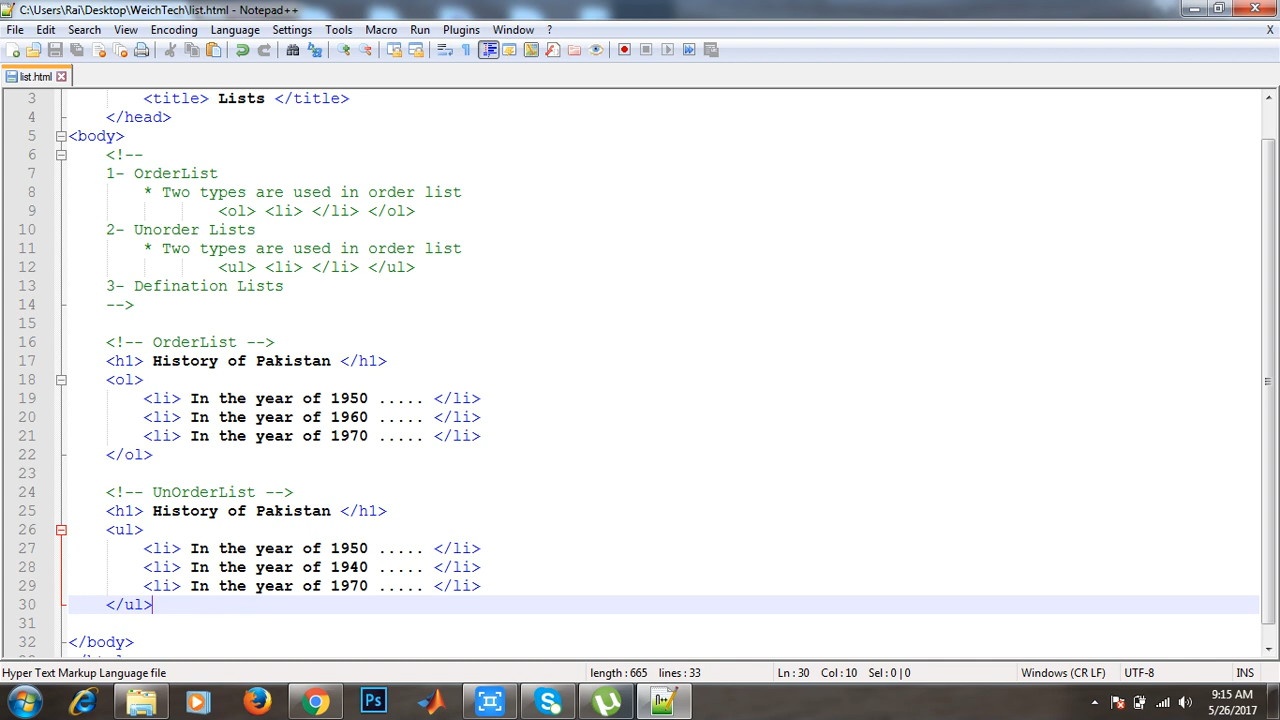 C:\Users\Rai\Desktop\WeichTech\list.html - Notepad++
File Edit Search View Encoding Language Settings Tools Macro Run Plugins Window ? X
list.html
3 <title> Lists </title>
4 </head>
5 <body>
6 <!--
7 1- OrderList
8 * Two types are used in order list
9 <ol> <li> </li> </ol>
10 2- Unorder Lists
11 * Two types are used in order list
12 <ul> <li> </li> </ul>
13 3- Defination Lists
14 -->
15
16 <!-- OrderList -->
17 <h1> History of Pakistan </h1>
18 <ol>
19 <li> In the year of 1950 ..... </li>
20 <li> In the year of 1960 ..... </li>
21 <li> In the year of 1970 ..... </li>
22 </ol>
23
24 <!-- UnOrderList -->
25 <h1> History of Pakistan </h1>
26 <ul>
27 <li> In the year of 1950 ..... </li>
28 <li> In the year of 1940 ..... </li>
29 <li> In the year of 1970 ..... </li>
30 </ul>
31
32 </body>
Hyper Text Markup Language file length : 665 lines : 33 Ln : 30 Col : 10 Sel : 0 | 0 Windows (CR LF) UTF-8 INS
Ps
9:15 AM
5/26/2017